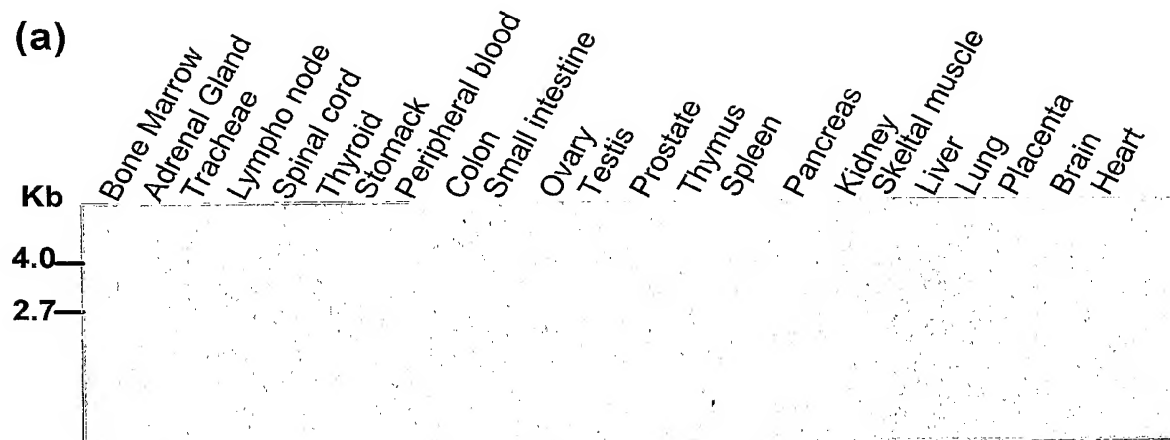 (a)
Bone Marrow
Adrenal Gland
Tracheae
Lympho node
Spinal cord
Thyroid
Stomack
Peripheral blood
Colon
Small intestine
Ovary
Testis
Prostate
Thymus
Spleen
Pancreas
Kidney
Skeltal muscle
Liver
Lung
Placenta
Brain
Heart
Kb
4.0
2.7